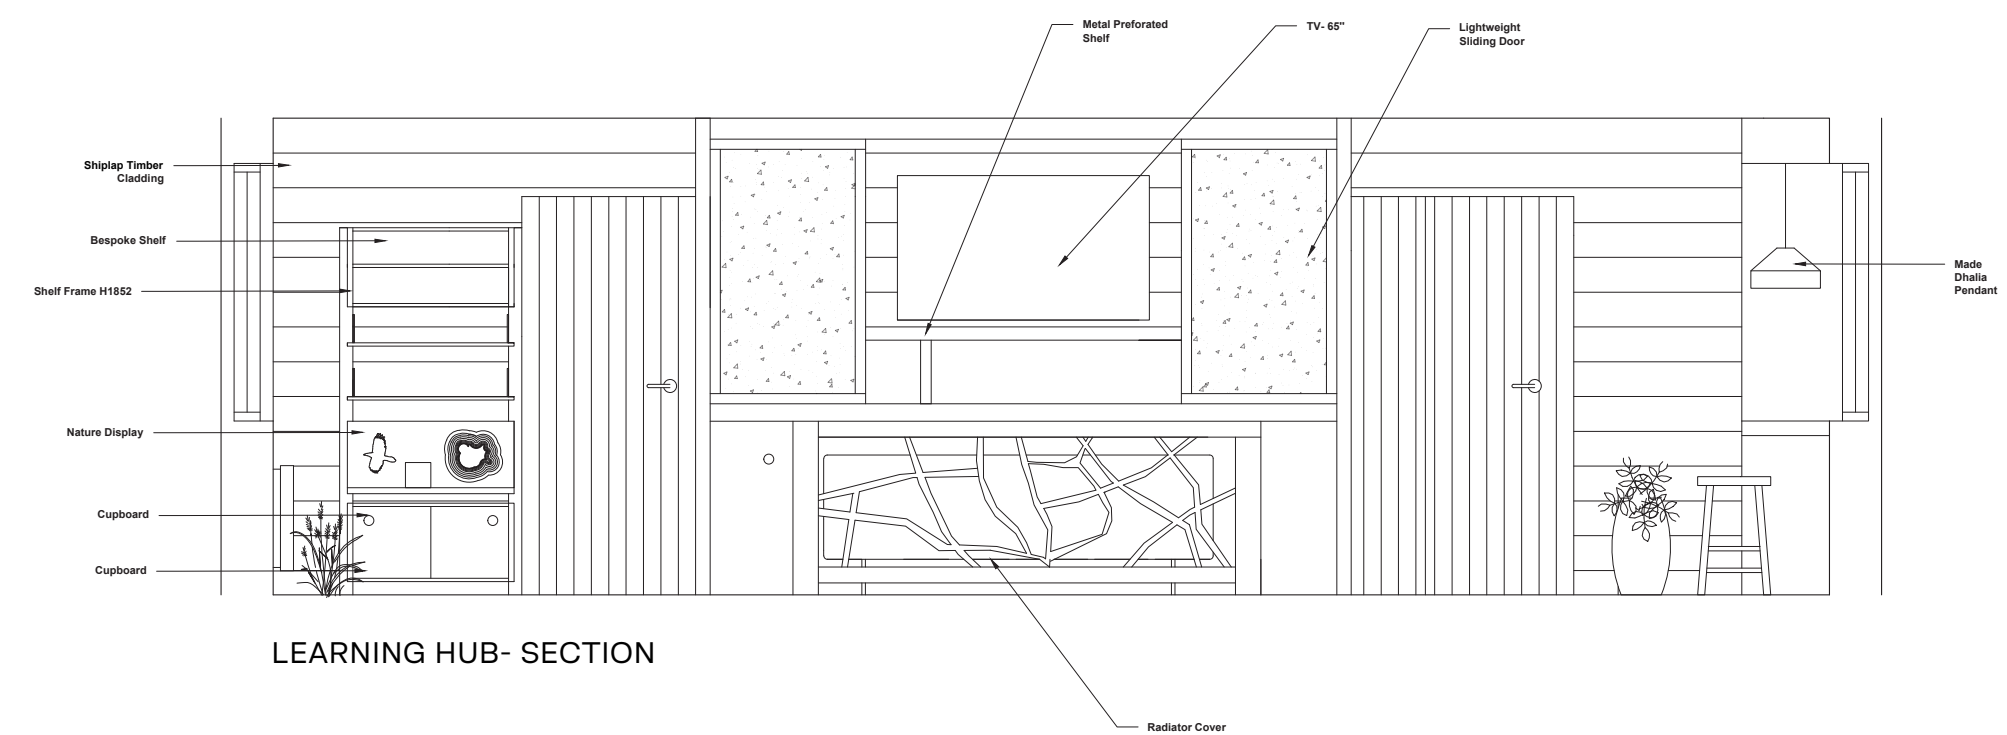 Metal Preforated
Shelf
TV- 65"
Lightweight
Sliding Door
Shiplap Timber
Cladding
Bespoke Shelf
Shelf Frame H1852
Made
Dhalia
Pendant
Nature Display
Cupboard
Cupboard
LEARNING HUB- SECTION
Radiator Cover